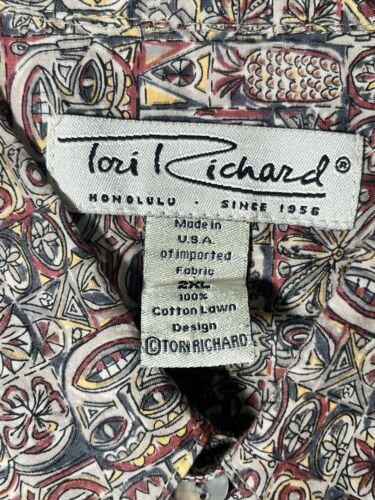 Tori Richard®
HONOLULU · SINCE 1956
Made in
U.S.A.
of imported
Fabric
2XL
100%
Cotton Lawn
Design
©TORI RICHARD